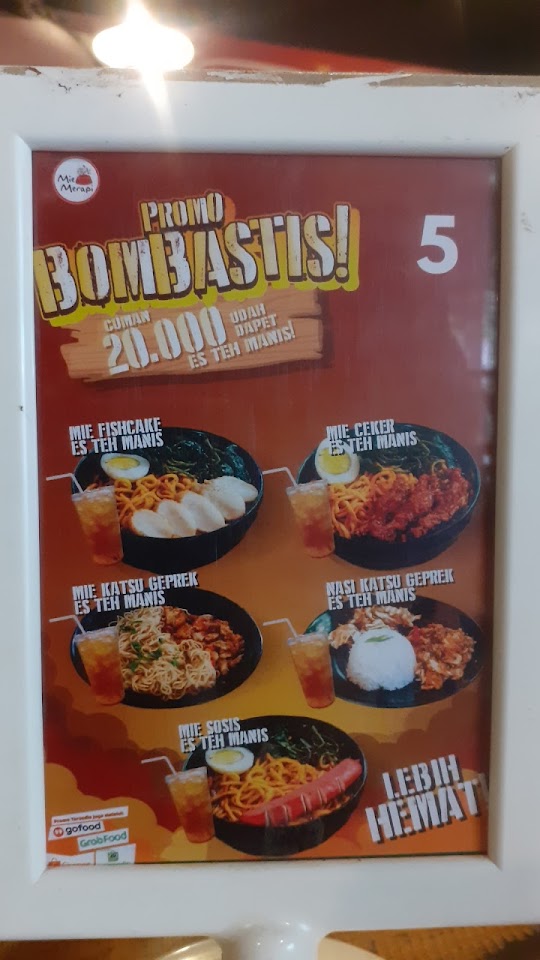 Mie
Merapi
PROMO
BOMBASTIS!
5
CUMAN
20.000
UDAH
DAPET
ES TEH MANIS!
MIE FISHCAKE
ES TEH MANIS
MIE CEKER
ES TEH MANIS
MIE KATSU GEPREK
ES TEH MANIS
NASI KATSU GEPREK
ES TEH MANIS
MIE SOSIS
ES TEH MANIS
LEBIH
HEMAT!
gofood
GrabFood